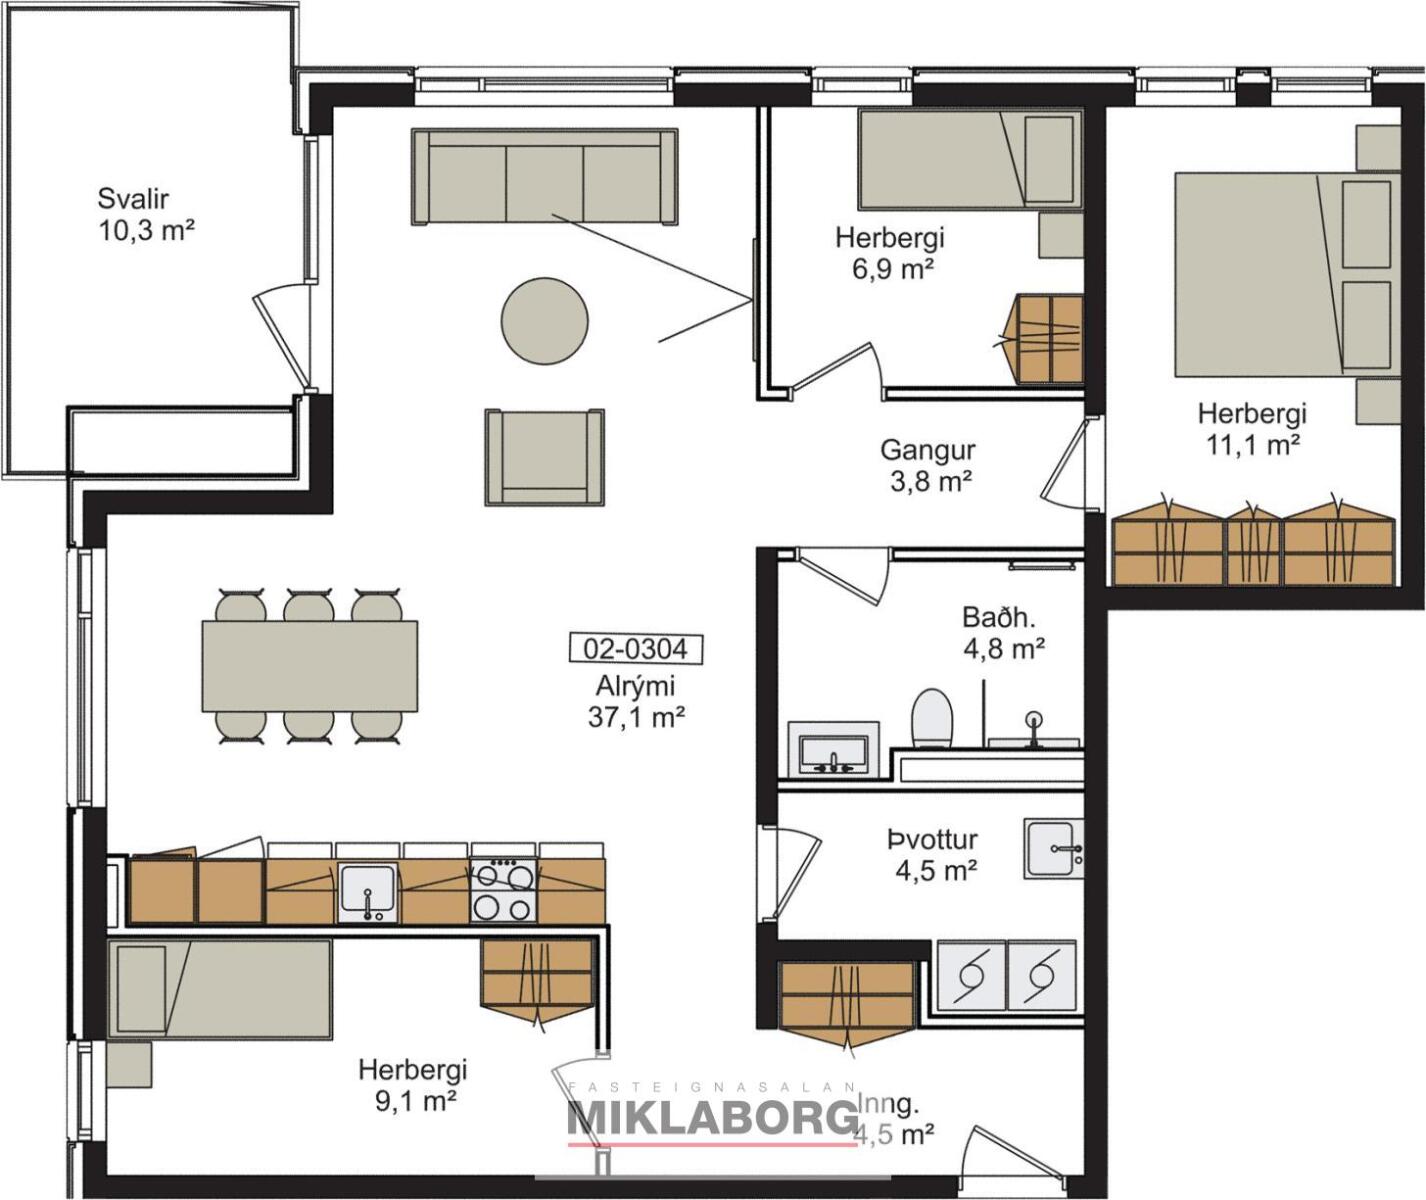 Svalir
10,3 m²
Herbergi
6,9 m²
Herbergi
11,1 m²
Gangur
3,8 m²
Baðh.
4,8 m²
02-0304
Alrými
37,1 m²
Þvottur
4,5 m²
Herbergi
9,1 m²
Inng.
4,5 m²
FASTEIGNASALAN
MIKLABORG